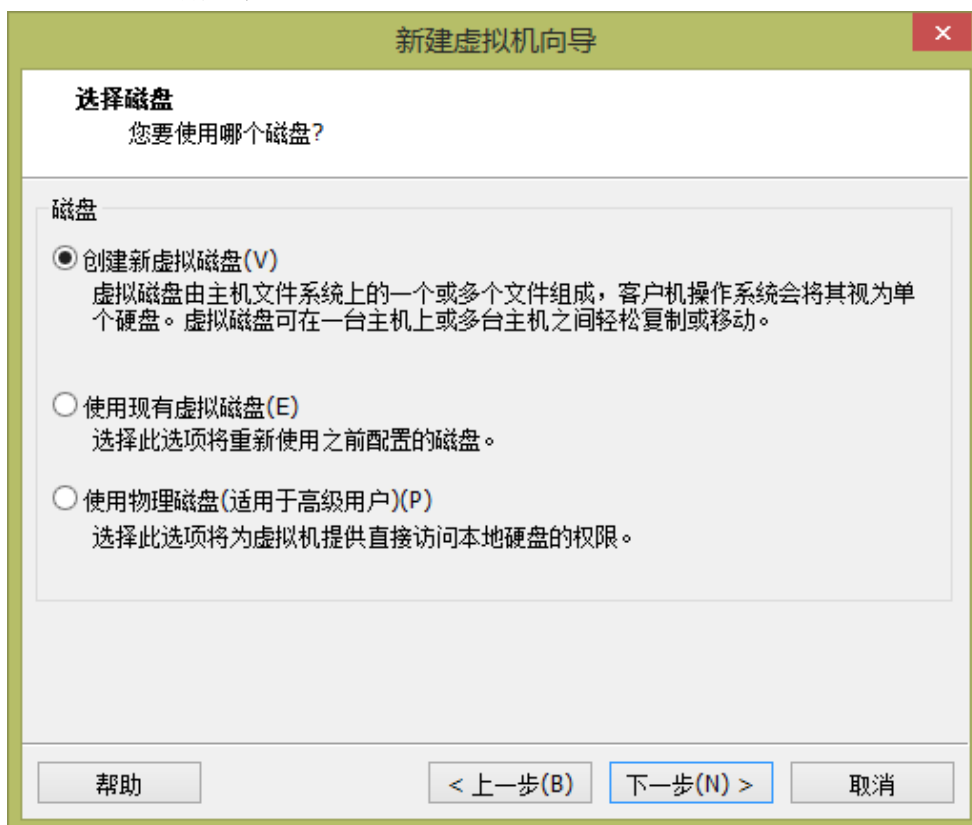 新建虚拟机向导
选择磁盘
您要使用哪个磁盘?
磁盘
创建新虚拟磁盘(V)
虚拟磁盘由主机文件系统上的一个或多个文件组成，客户机操作系统会将其视为单
个硬盘。虚拟磁盘可在一台主机上或多台主机之间轻松复制或移动。
使用现有虚拟磁盘(E)
选择此选项将重新使用之前配置的磁盘。
使用物理磁盘(适用于高级用户)(P)
选择此选项将为虚拟机提供直接访问本地硬盘的权限。
帮助 < 上一步(B) 下一步(N) > 取消